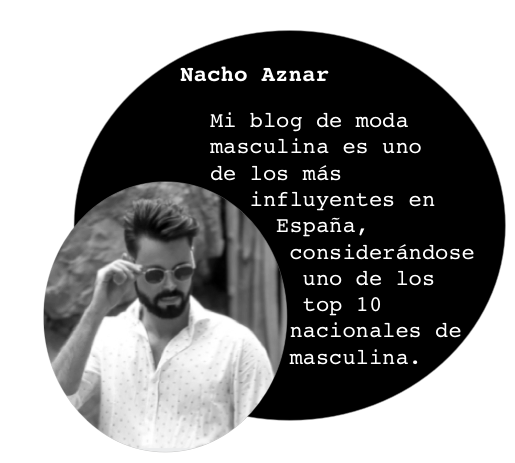 Nacho Aznar
Mi blog de moda
masculina es uno
de los más
influyentes en
España,
considerándose
uno de los
top 10
nacionales de
masculina.